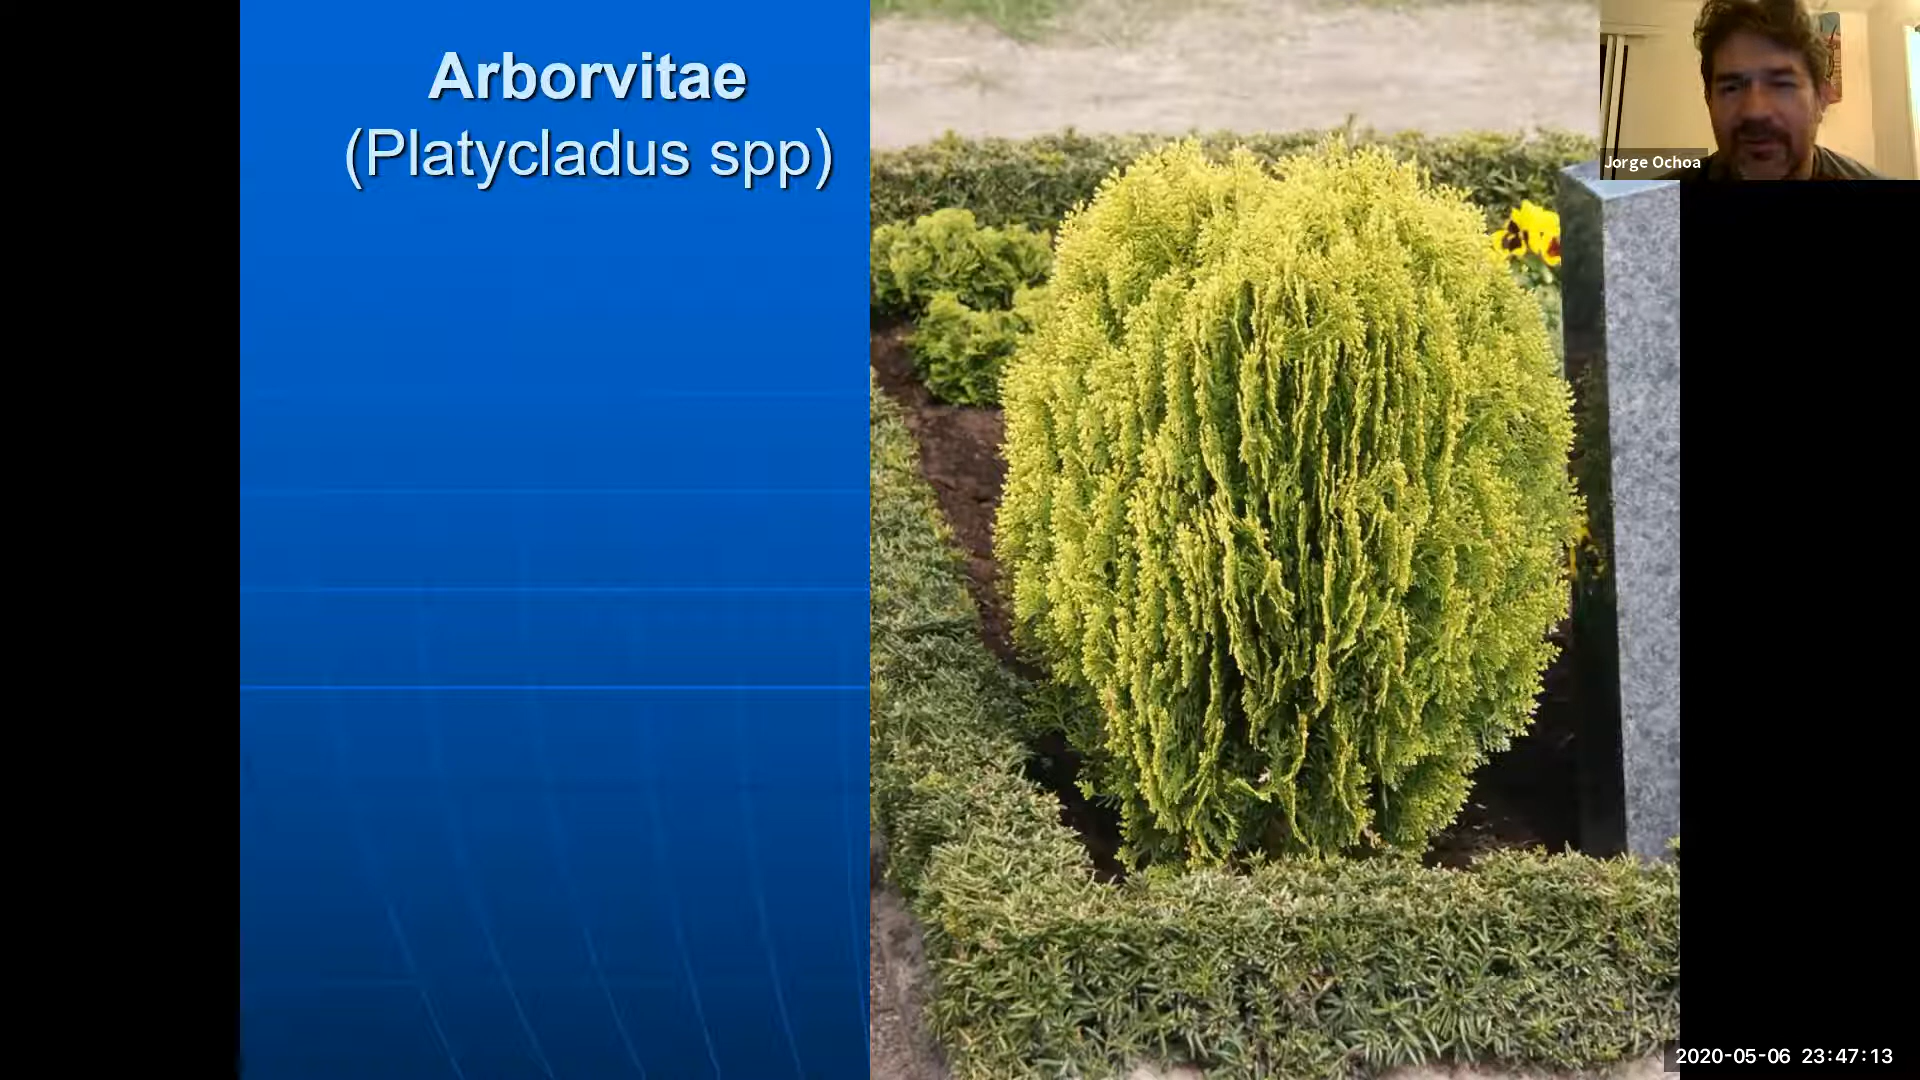 Arborvitae
(Platycladus spp)
Jorge Ochoa
2020-05-06 23:47:13